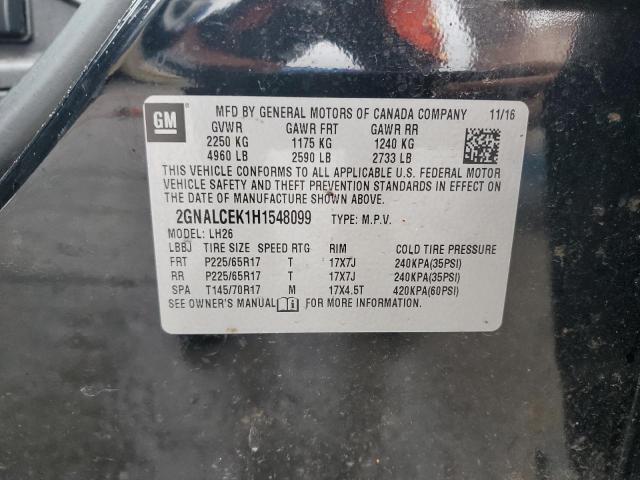 GM
MFD BY GENERAL MOTORS OF CANADA COMPANY 11/16
GVWR GAWR FRT GAWR RR
2250 KG 1175 KG 1240 KG
4960 LB 2590 LB 2733 LB
THIS VEHICLE CONFORMS TO ALL APPLICABLE U.S. FEDERAL MOTOR
VEHICLE SAFETY AND THEFT PREVENTION STANDARDS IN EFFECT ON
THE DATE OF MANUFACTURE SHOWN ABOVE.
2GNALCEK1H1548099 TYPE: M.P.V.
MODEL: LH26
LBBJ TIRE SIZE SPEED RTG RIM COLD TIRE PRESSURE
FRT P225/65R17 T 17X7J 240KPA(35PSI)
RR P225/65R17 T 17X7J 240KPA(35PSI)
SPA T145/70R17 M 17X4.5T 420KPA(60PSI)
SEE OWNER'S MANUAL FOR MORE INFORMATION.